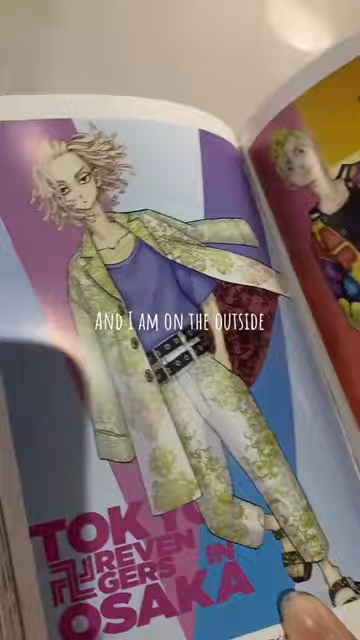 AND I AM ON THE OUTSIDE
TOKYO
REVEN
GERS IN
OSAKA